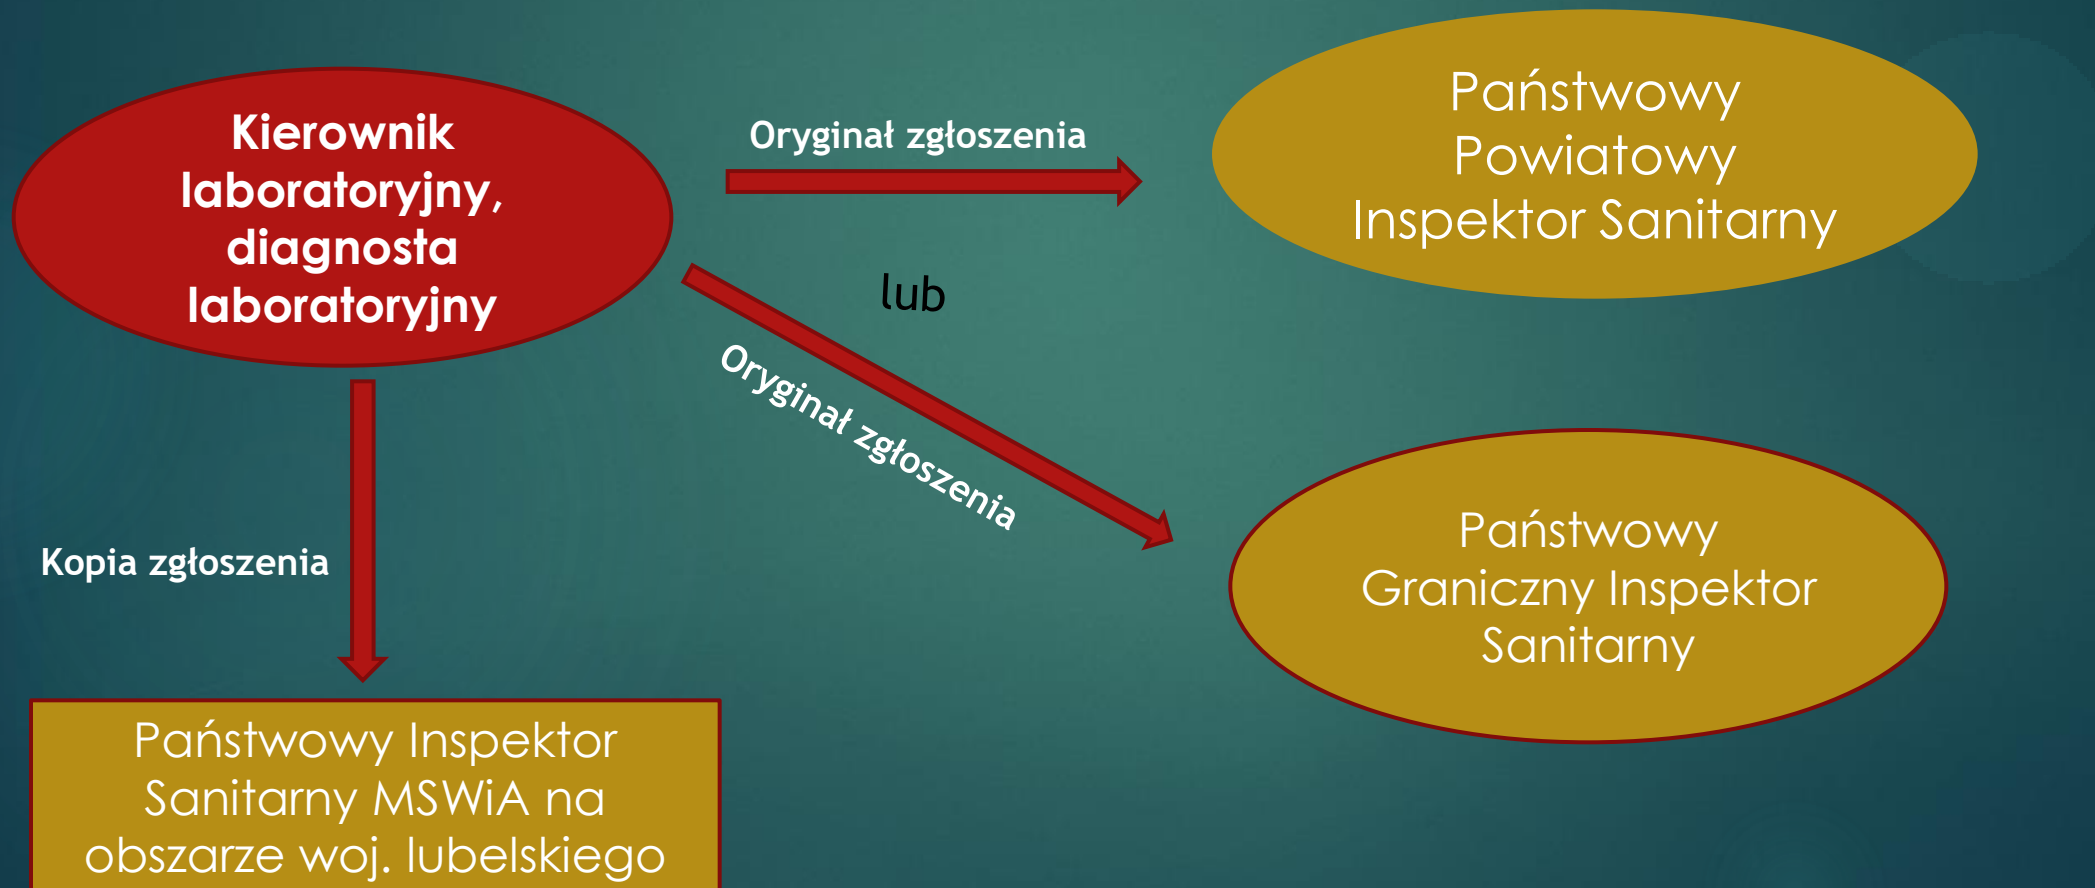 Kierownik
laboratoryjny,
diagnosta
laboratoryjny
Oryginał zgłoszenia
Państwowy
Powiatowy
Inspektor Sanitarny
lub
Oryginał zgłoszenia
Państwowy
Graniczny Inspektor
Sanitarny
Kopia zgłoszenia
Państwowy Inspektor
Sanitarny MSWiA na
obszarze woj. lubelskiego